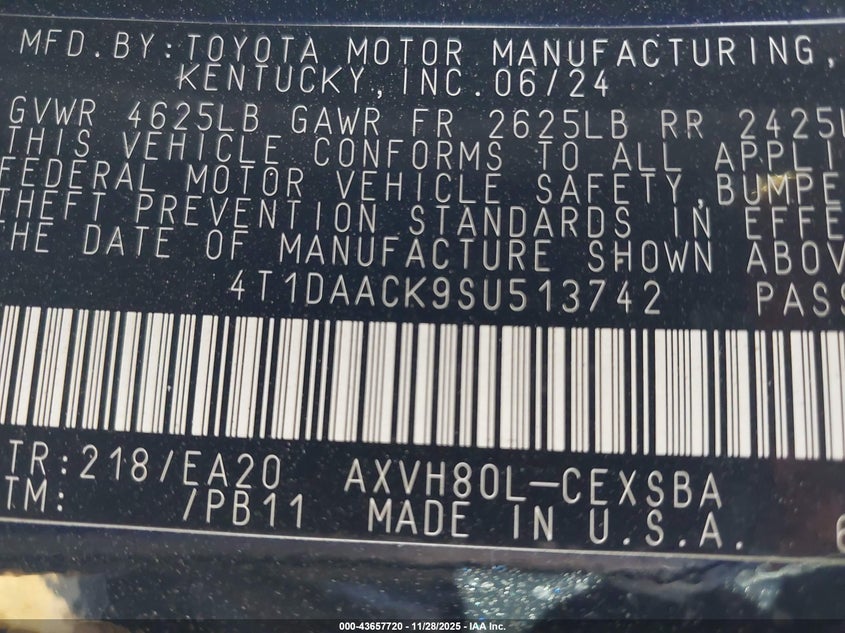 MFD. BY: TOYOTA MOTOR MANUFACTURING,
KENTUCKY, INC. 06/24
GVWR 4625LB GAWR FR 2625LB RR 2425L
THIS VEHICLE CONFORMS TO ALL APPLI
FEDERAL MOTOR VEHICLE SAFETY, BUMPE
THEFT PREVENTION STANDARDS IN EFFE
THE DATE OF MANUFACTURE SHOWN ABOV
4T1DAACK9SU513742 PASS
TR: 218/EA20 AXVH80L-CEXSBA
TM: /PB11 MADE IN U.S.A.
000-43657720 | 11/28/2025 | IAA Inc.